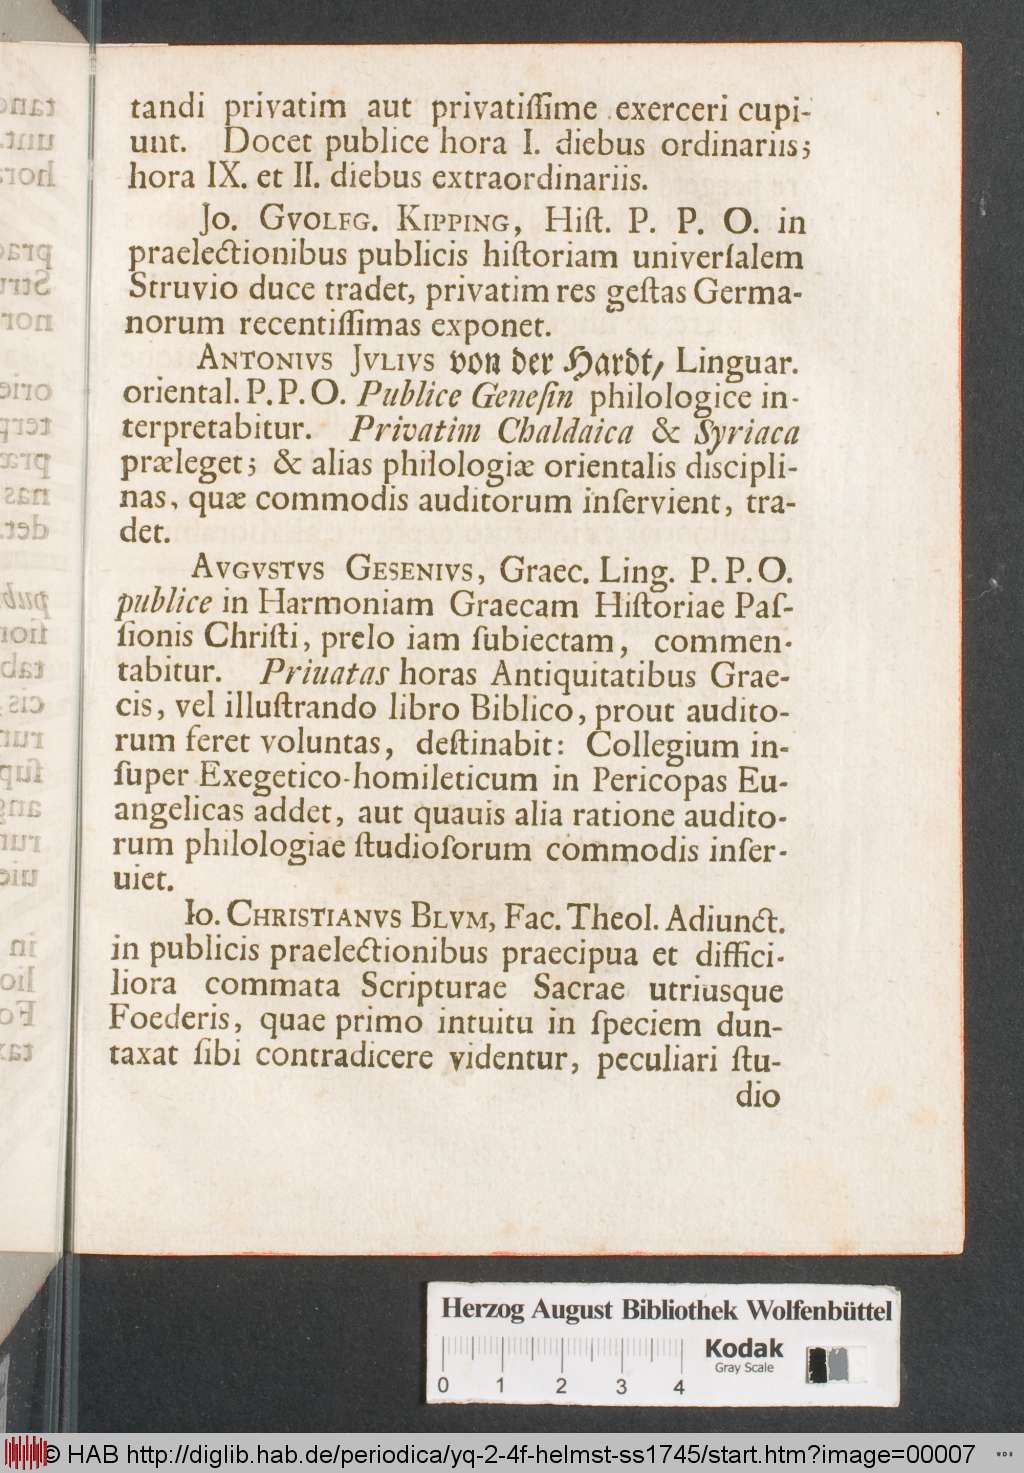 tandi privatim aut privatiſſime exerceri cupi-
unt. Docet publice hora I. diebus ordinariis;
hora IX. et II. diebus extraordinariis.
Jo. Gvolfg. Kipping, Hiſt. P. P. O. in
praelectionibus publicis hiſtoriam univerſalem
Struvio duce tradet, privatim res geſtas Germa-
norum recentiſſimas exponet.
Antonivs Jvlivs von der Hardt, Linguar.
oriental. P. P. O. Publice Geneſin philologice in-
terpretabitur. Privatim Chaldaica & Syriaca
præleget; & alias philologiæ orientalis diſcipli-
nas, quæ commodis auditorum inſervient, tra-
det.
Avgvstvs Gesenivs, Graec. Ling. P. P. O.
publice in Harmoniam Graecam Hiſtoriae Paſ-
ſionis Chriſti, prelo iam ſubiectam, commen-
tabitur. Priuatas horas Antiquitatibus Grae-
cis, vel illuſtrando libro Biblico, prout audito-
rum feret voluntas, deſtinabit: Collegium in-
ſuper Exegetico-homileticum in Pericopas Eu-
angelicas addet, aut quauis alia ratione audito-
rum philologiae ſtudioſorum commodis inſer-
uiet.
Io. Christianvs Blvm, Fac. Theol. Adiunct.
in publicis praelectionibus praecipua et diffici-
liora commata Scripturae Sacrae utriusque
Foederis, quae primo intuitu in ſpeciem dun-
taxat ſibi contradicere videntur, peculiari ſtu-
dio
Herzog August Bibliothek Wolfenbüttel
Kodak
Gray Scale
0 1 2 3 4
© HAB http://diglib.hab.de/periodica/yq-2-4f-helmst-ss1745/start.htm?image=00007